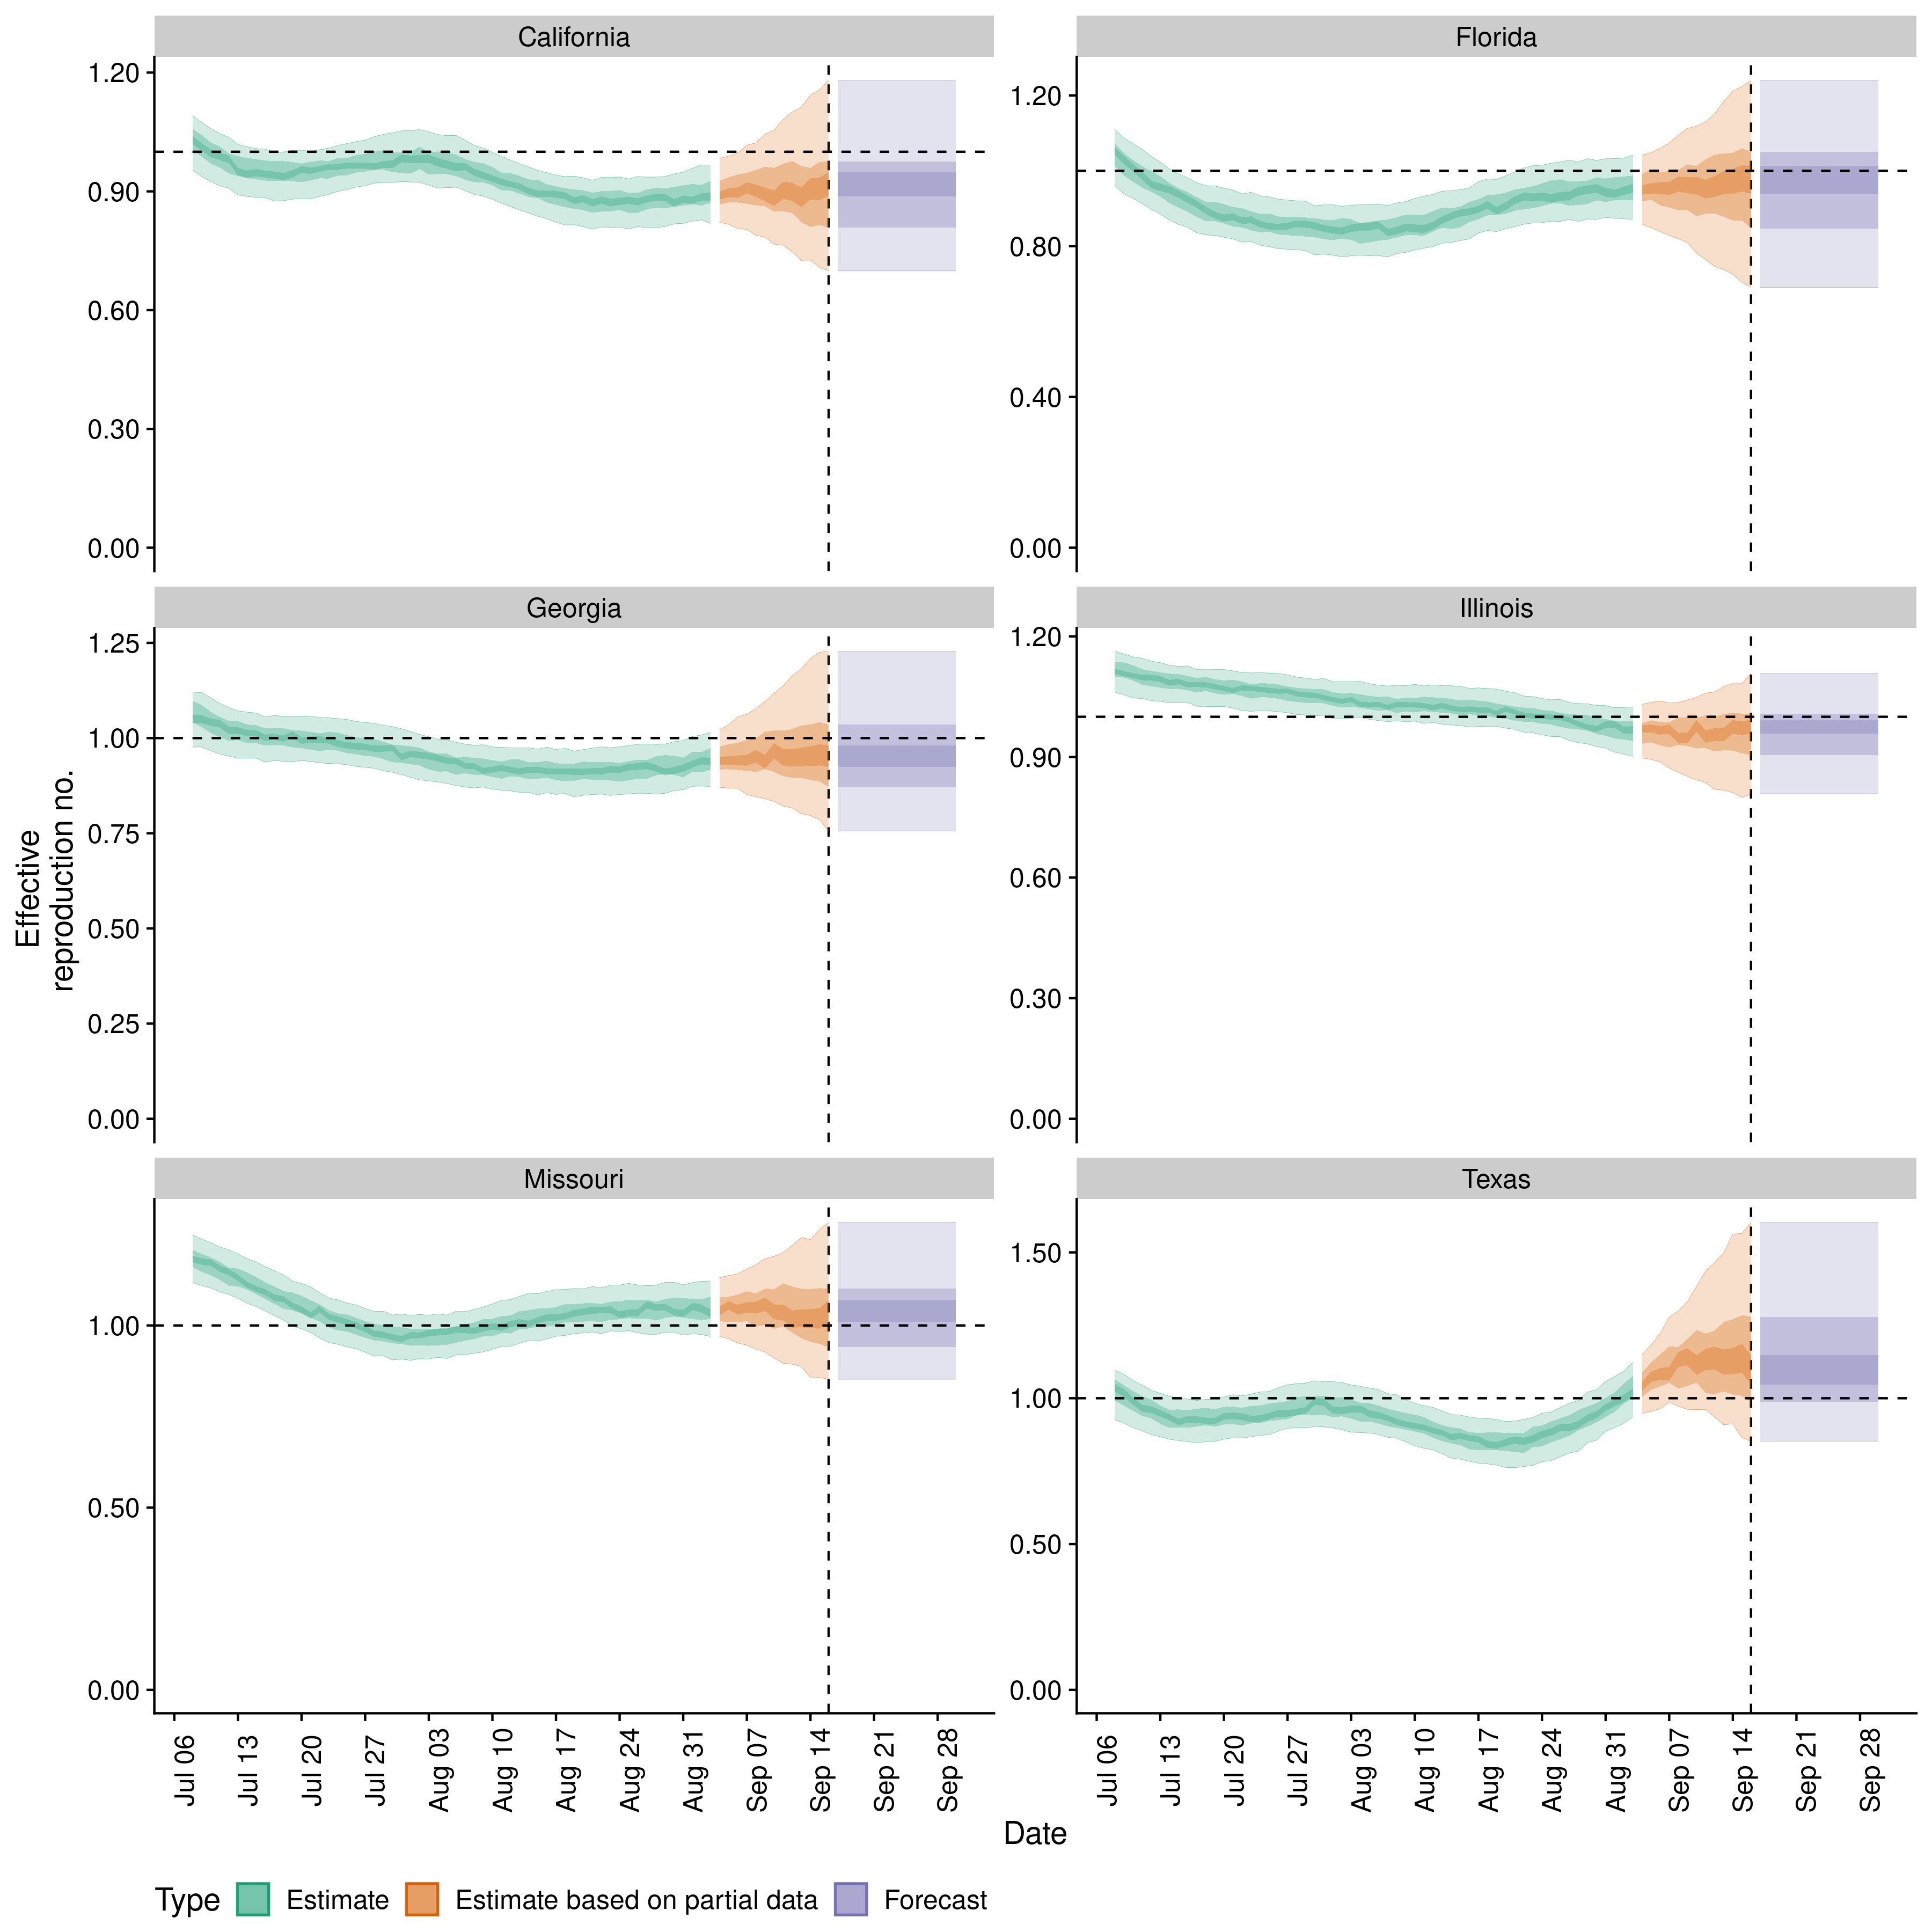 California
Florida
1.20
0.90
0.60
0.30
0.00
1.20
0.80
0.40
0.00
Georgia
Illinois
1.25
1.00
0.75
0.50
0.25
0.00
1.20
0.90
0.60
0.30
0.00
Effective
reproduction no.
Missouri
Texas
1.00
0.50
0.00
1.50
1.00
0.50
0.00
Jul 06
Jul 13
Jul 20
Jul 27
Aug 03
Aug 10
Aug 17
Aug 24
Aug 31
Sep 07
Sep 14
Sep 21
Sep 28
Jul 06
Jul 13
Jul 20
Jul 27
Aug 03
Aug 10
Aug 17
Aug 24
Aug 31
Sep 07
Sep 14
Sep 21
Sep 28
Date
Type Estimate Estimate based on partial data Forecast